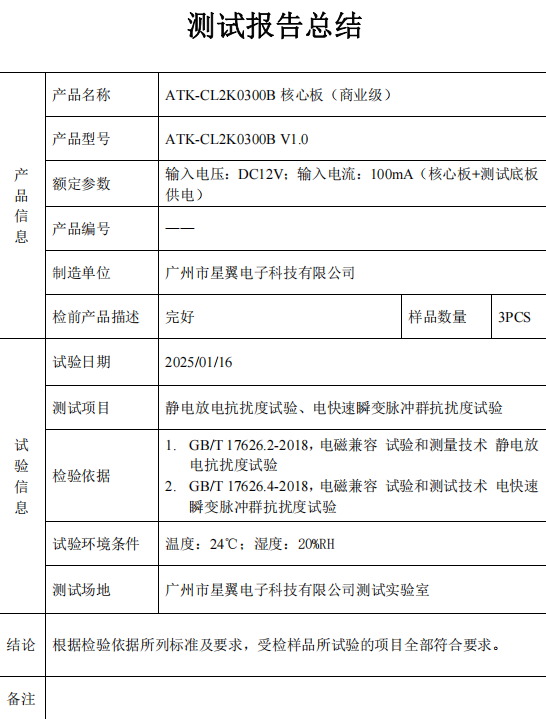 测试报告总结
产品信息
产品名称
ATK-CL2K0300B 核心板（商业级）
产品型号
ATK-CL2K0300B V1.0
额定参数
输入电压：DC12V；输入电流：100mA（核心板+测试底板
供电）
产品编号
——
制造单位
广州市星翼电子科技有限公司
检前产品描述
完好
样品数量
3PCS
试验信息
试验日期
2025/01/16
测试项目
静电放电抗扰度试验、电快速瞬变脉冲群抗扰度试验
检验依据
1. GB/T 17626.2-2018，电磁兼容 试验和测量技术 静电放
电抗扰度试验
2. GB/T 17626.4-2018，电磁兼容 试验和测试技术 电快速
瞬变脉冲群抗扰度试验
试验环境条件
温度：24℃；湿度：20%RH
测试场地
广州市星翼电子科技有限公司测试实验室
结论
根据检验依据所列标准及要求，受检样品所试验的项目全部符合要求。
备注